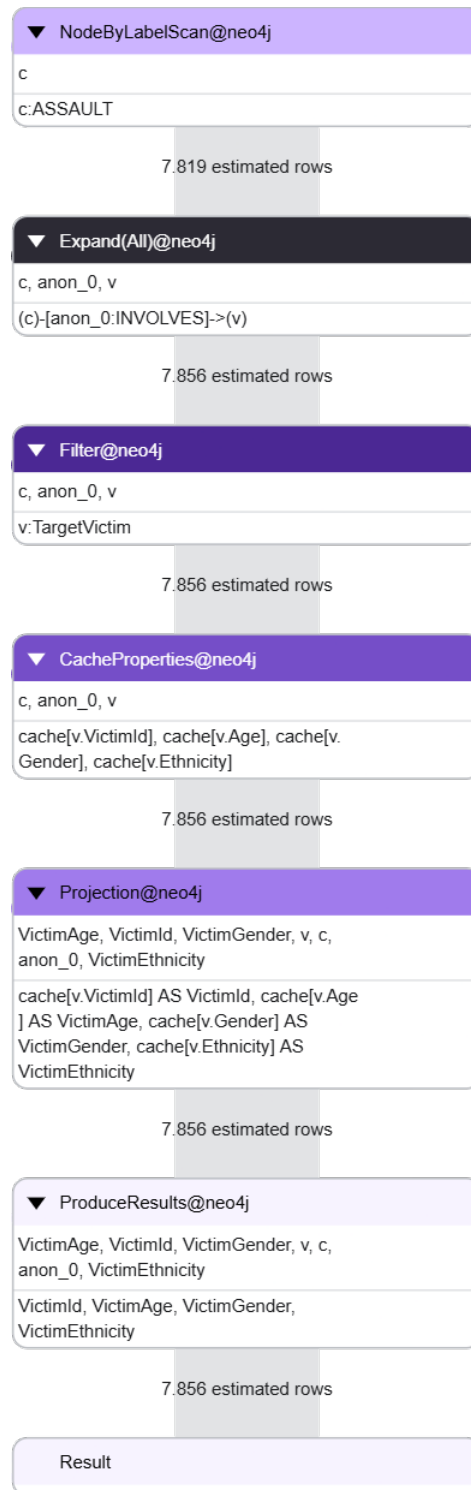 NodeByLabelScan@neo4j
c
c:ASSAULT
7.819 estimated rows
Expand(All)@neo4j
c, anon_0, v
(c)-[anon_0:INVOLVES]->(v)
7.856 estimated rows
Filter@neo4j
c, anon_0, v
v:TargetVictim
7.856 estimated rows
CacheProperties@neo4j
c, anon_0, v
cache[v.VictimId], cache[v.Age], cache[v.
Gender], cache[v.Ethnicity]
7.856 estimated rows
Projection@neo4j
VictimAge, VictimId, VictimGender, v, c,
anon_0, VictimEthnicity
cache[v.VictimId] AS VictimId, cache[v.Age
] AS VictimAge, cache[v.Gender] AS
VictimGender, cache[v.Ethnicity] AS
VictimEthnicity
7.856 estimated rows
ProduceResults@neo4j
VictimAge, VictimId, VictimGender, v, c,
anon_0, VictimEthnicity
VictimId, VictimAge, VictimGender,
VictimEthnicity
7.856 estimated rows
Result